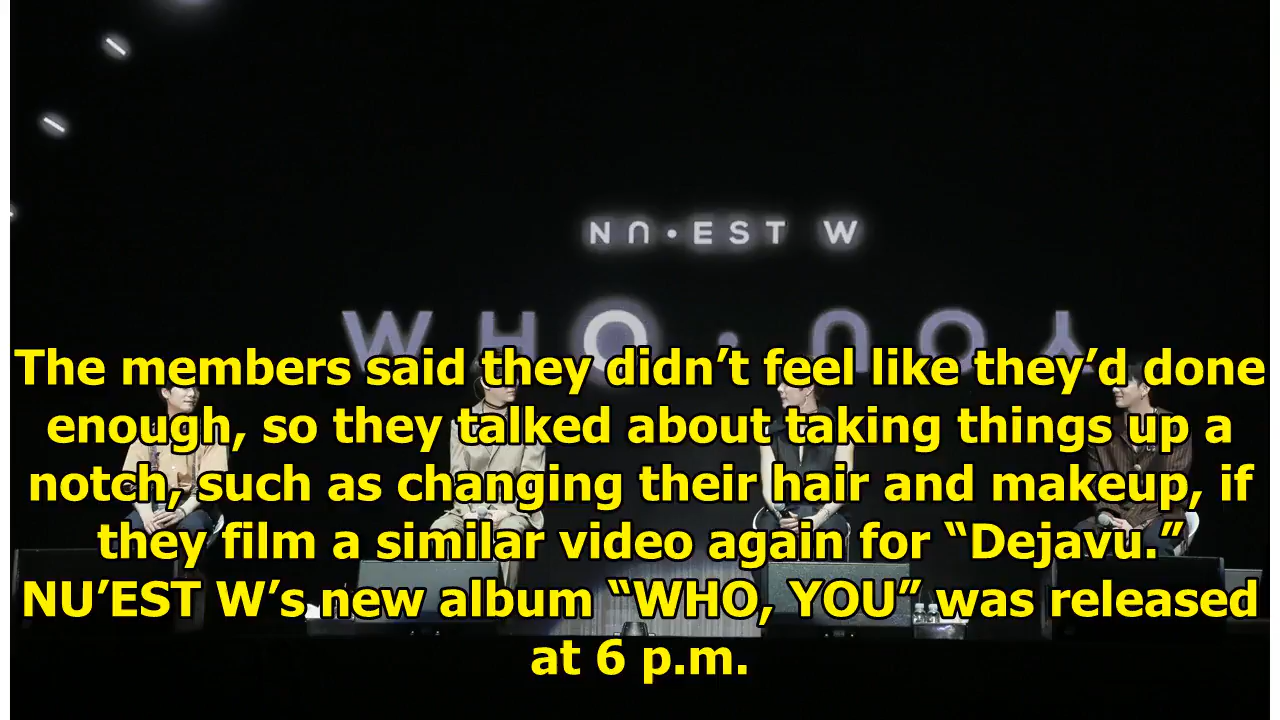 NU•EST W
WHO•YOU
The members said they didn’t feel like they’d done
enough, so they talked about taking things up a
notch, such as changing their hair and makeup, if
they film a similar video again for “Dejavu.”
NU’EST W’s new album “WHO, YOU” was released
at 6 p.m.